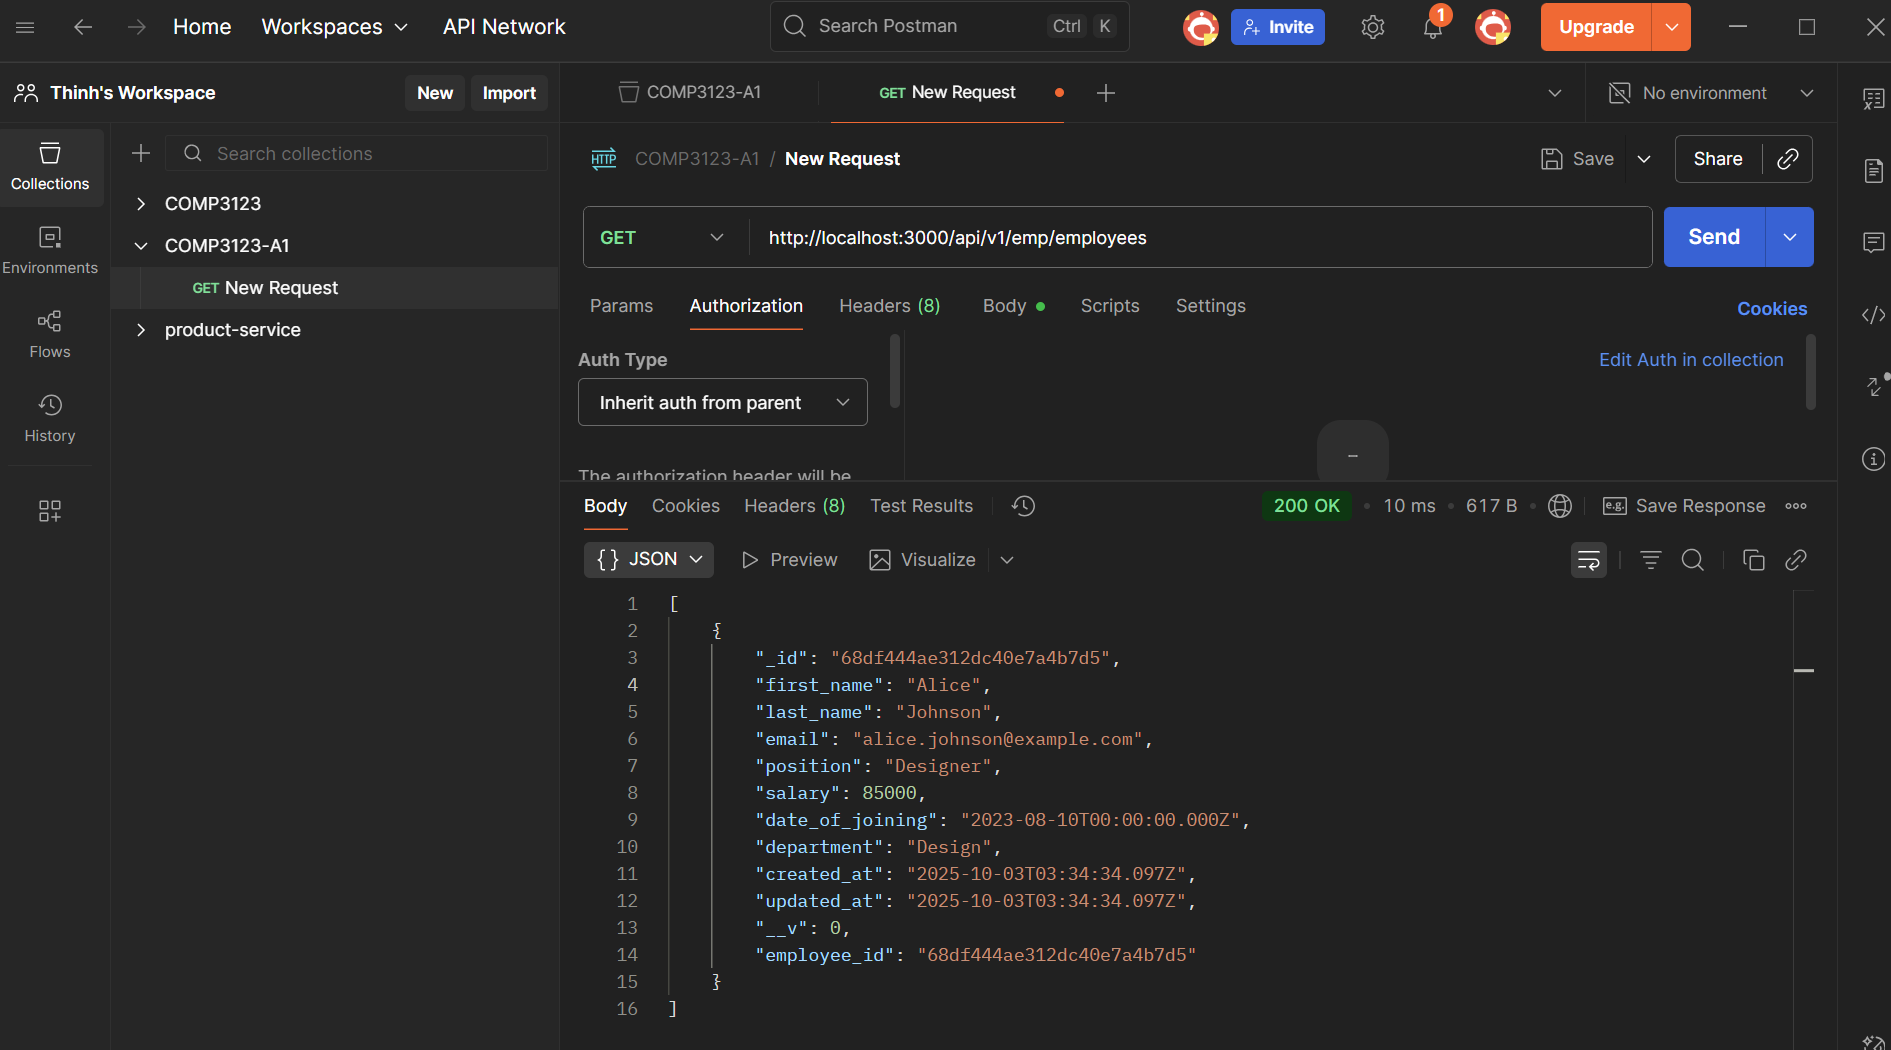 Home
Workspaces
API Network
Search Postman
Ctrl K
Invite
1
Upgrade
Thinh's Workspace
New
Import
COMP3123-A1
GET New Request
No environment
Collections
Environments
Flows
History
Search collections
COMP3123
COMP3123-A1
GET New Request
product-service
HTTP
COMP3123-A1 / New Request
Save
Share
GET
http://localhost:3000/api/v1/emp/employees
Send
Params
Authorization
Headers (8)
Body
Scripts
Settings
Cookies
Auth Type
Inherit auth from parent
The authorization header will be
Edit Auth in collection
Body
Cookies
Headers (8)
Test Results
200 OK
10 ms
617 B
e.g.
Save Response
{} JSON
Preview
Visualize
1 [
2 {
3 "_id": "68df444ae312dc40e7a4b7d5",
4 "first_name": "Alice",
5 "last_name": "Johnson",
6 "email": "alice.johnson@example.com",
7 "position": "Designer",
8 "salary": 85000,
9 "date_of_joining": "2023-08-10T00:00:00.000Z",
10 "department": "Design",
11 "created_at": "2025-10-03T03:34:34.097Z",
12 "updated_at": "2025-10-03T03:34:34.097Z",
13 "__v": 0,
14 "employee_id": "68df444ae312dc40e7a4b7d5"
15 }
16 ]